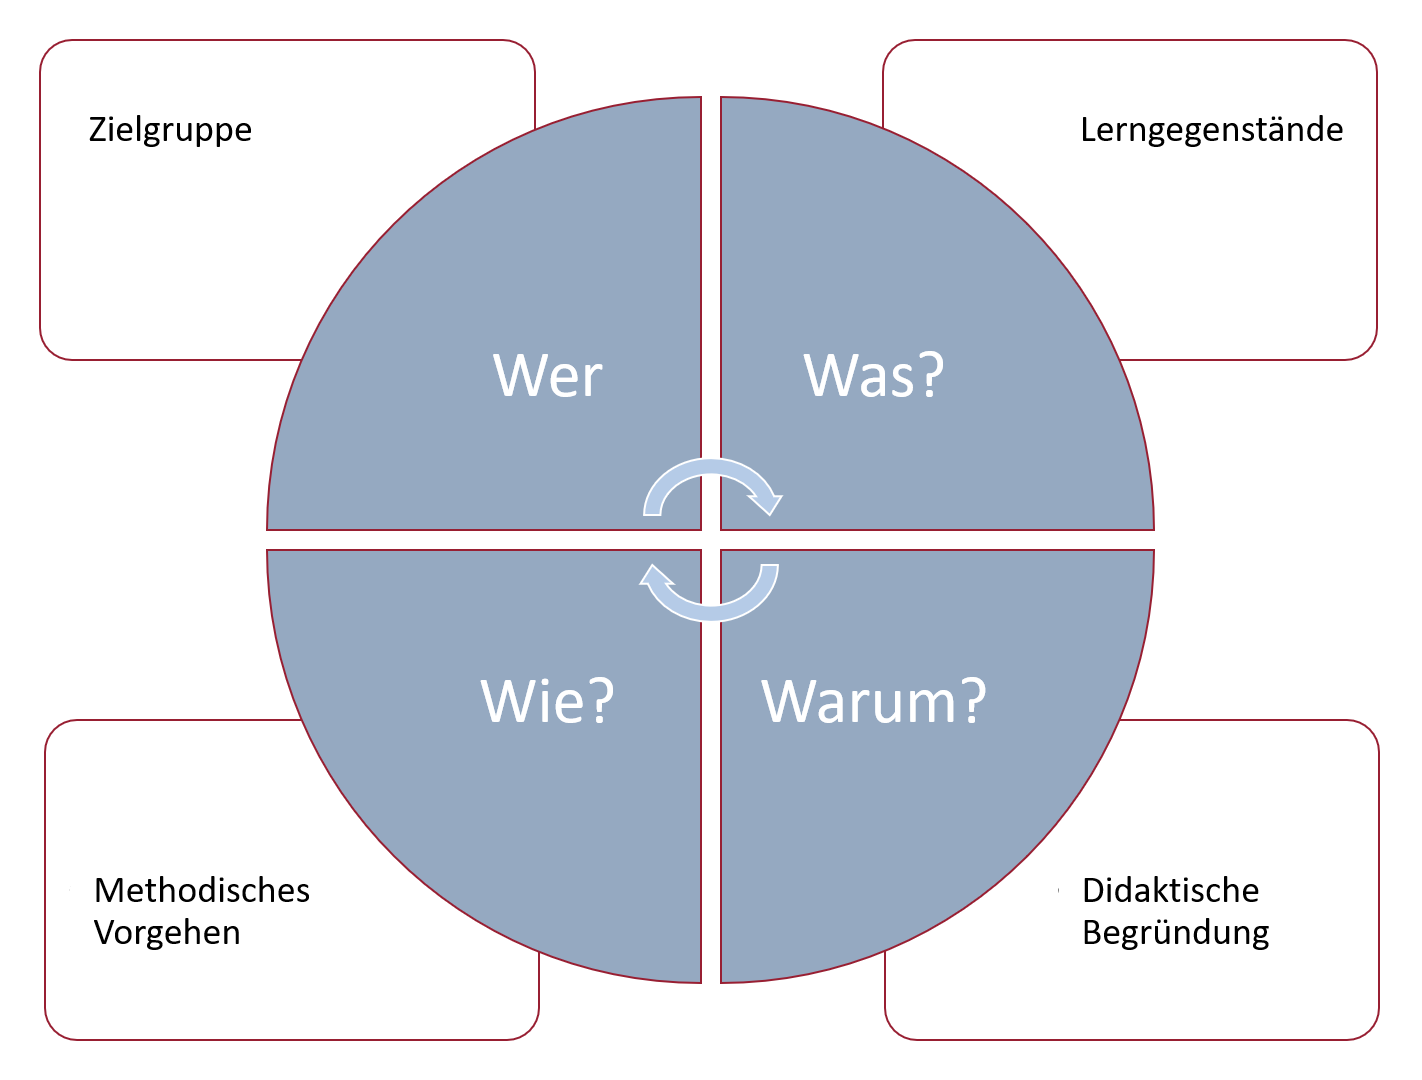 Zielgruppe
Lerngegenstände
Wer
Was?
Wie?
Warum?
Methodisches
Vorgehen
Didaktische
Begründung